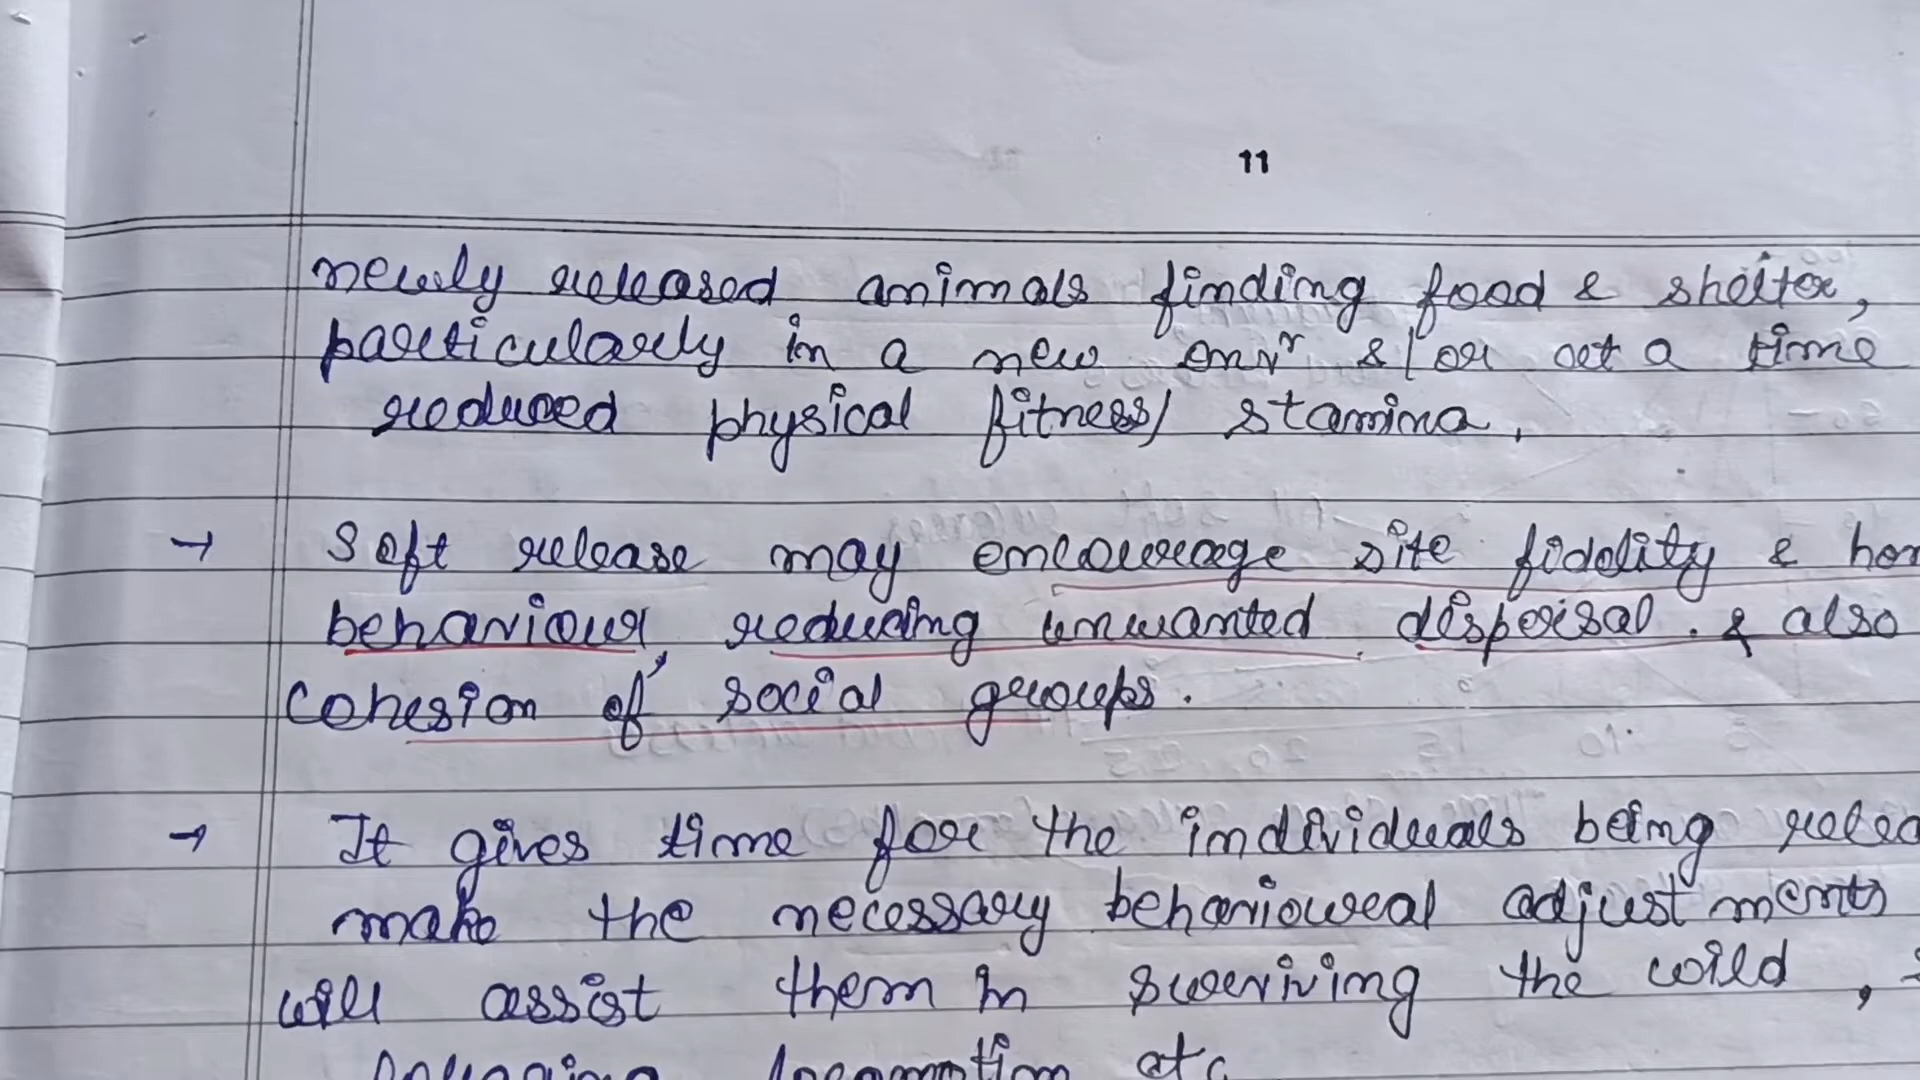 11
newly released animals finding food & shelter,
particularly in a new envr &/or at a time
reduced physical fitness/ stamina.
→ Soft release may encourage site fidelity &
behaviour, reducing unwanted dispersal. & also
cohesion of social groups.
→ It gives time for the individuals being
make the necessary behavioural adjustments
will assist them in surviving the wild,
locomotion etc